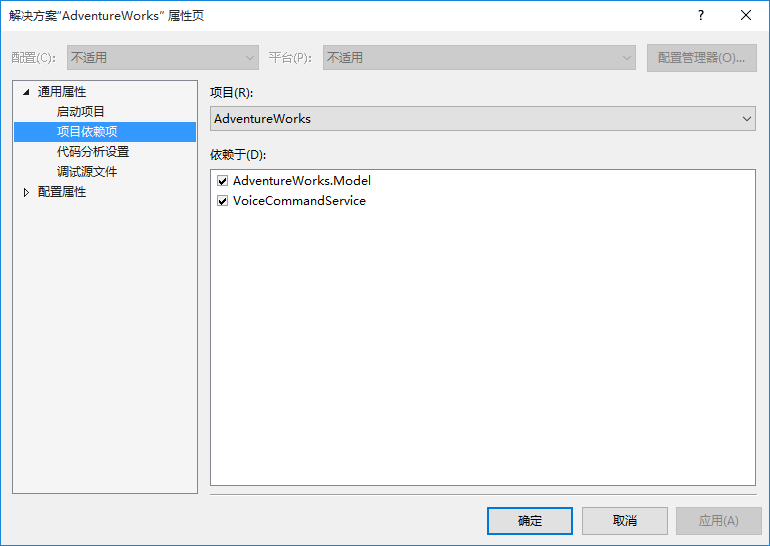 解决方案“AdventureWorks” 属性页
?
配置(C):
不适用
平台(P):
不适用
配置管理器(O)...
通用属性
启动项目
项目依赖项
代码分析设置
调试源文件
配置属性
项目(R):
AdventureWorks
依赖于(D):
AdventureWorks.Model
VoiceCommandService
确定
取消
应用(A)